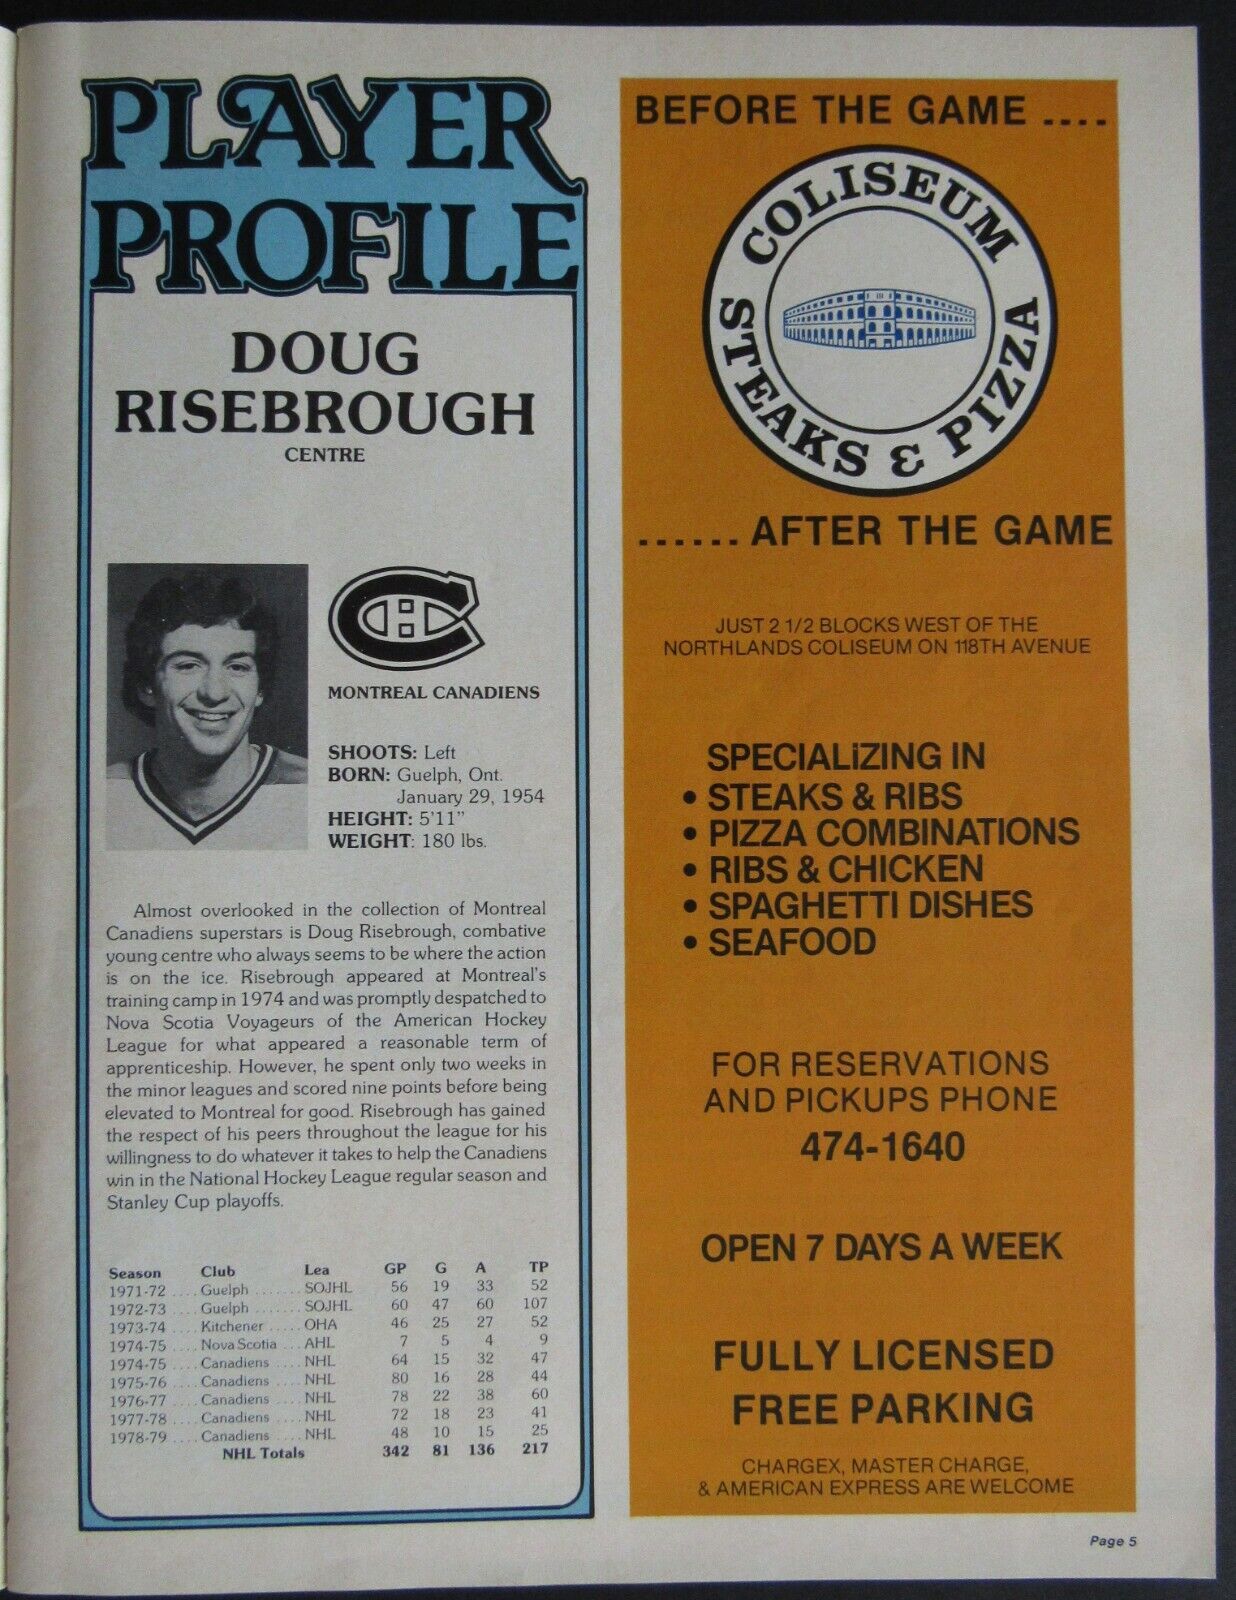 PLAYER
PROFILE
DOUG
RISEBROUGH
CENTRE
MONTREAL CANADIENS
SHOOTS: Left
BORN: Guelph, Ont.
January 29, 1954
HEIGHT: 5'11"
WEIGHT: 180 lbs.
Almost overlooked in the collection of Montreal
Canadiens superstars is Doug Risebrough, combative
young centre who always seems to be where the action
is on the ice. Risebrough appeared at Montreal's
training camp in 1974 and was promptly despatched to
Nova Scotia Voyageurs of the American Hockey
League for what appeared a reasonable term of
apprenticeship. However, he spent only two weeks in
the minor leagues and scored nine points before being
elevated to Montreal for good. Risebrough has gained
the respect of his peers throughout the league for his
willingness to do whatever it takes to help the Canadiens
win in the National Hockey League regular season and
Stanley Cup playoffs.
Season Club Lea GP G A TP
1971-72 .... Guelph ....... SOJHL 56 19 33 52
1972-73 .... Guelph ....... SOJHL 60 47 60 107
1973-74 .... Kitchener ..... OHA 46 25 27 52
1974-75 .... Nova Scotia ... AHL 7 5 4 9
1974-75 .... Canadiens .... NHL 64 15 32 47
1975-76 .... Canadiens .... NHL 80 16 28 44
1976-77 .... Canadiens .... NHL 78 22 38 60
1977-78 .... Canadiens .... NHL 72 18 23 41
1978-79 .... Canadiens .... NHL 48 10 15 25
NHL Totals 342 81 136 217
BEFORE THE GAME ....
COLISEUM
STEAKS & PIZZA
...... AFTER THE GAME
JUST 2 1/2 BLOCKS WEST OF THE
NORTHLANDS COLISEUM ON 118TH AVENUE
SPECIALiZING IN
• STEAKS & RIBS
• PIZZA COMBINATIONS
• RIBS & CHICKEN
• SPAGHETTI DISHES
• SEAFOOD
FOR RESERVATIONS
AND PICKUPS PHONE
474-1640
OPEN 7 DAYS A WEEK
FULLY LICENSED
FREE PARKING
CHARGEX, MASTER CHARGE,
& AMERICAN EXPRESS ARE WELCOME
Page 5